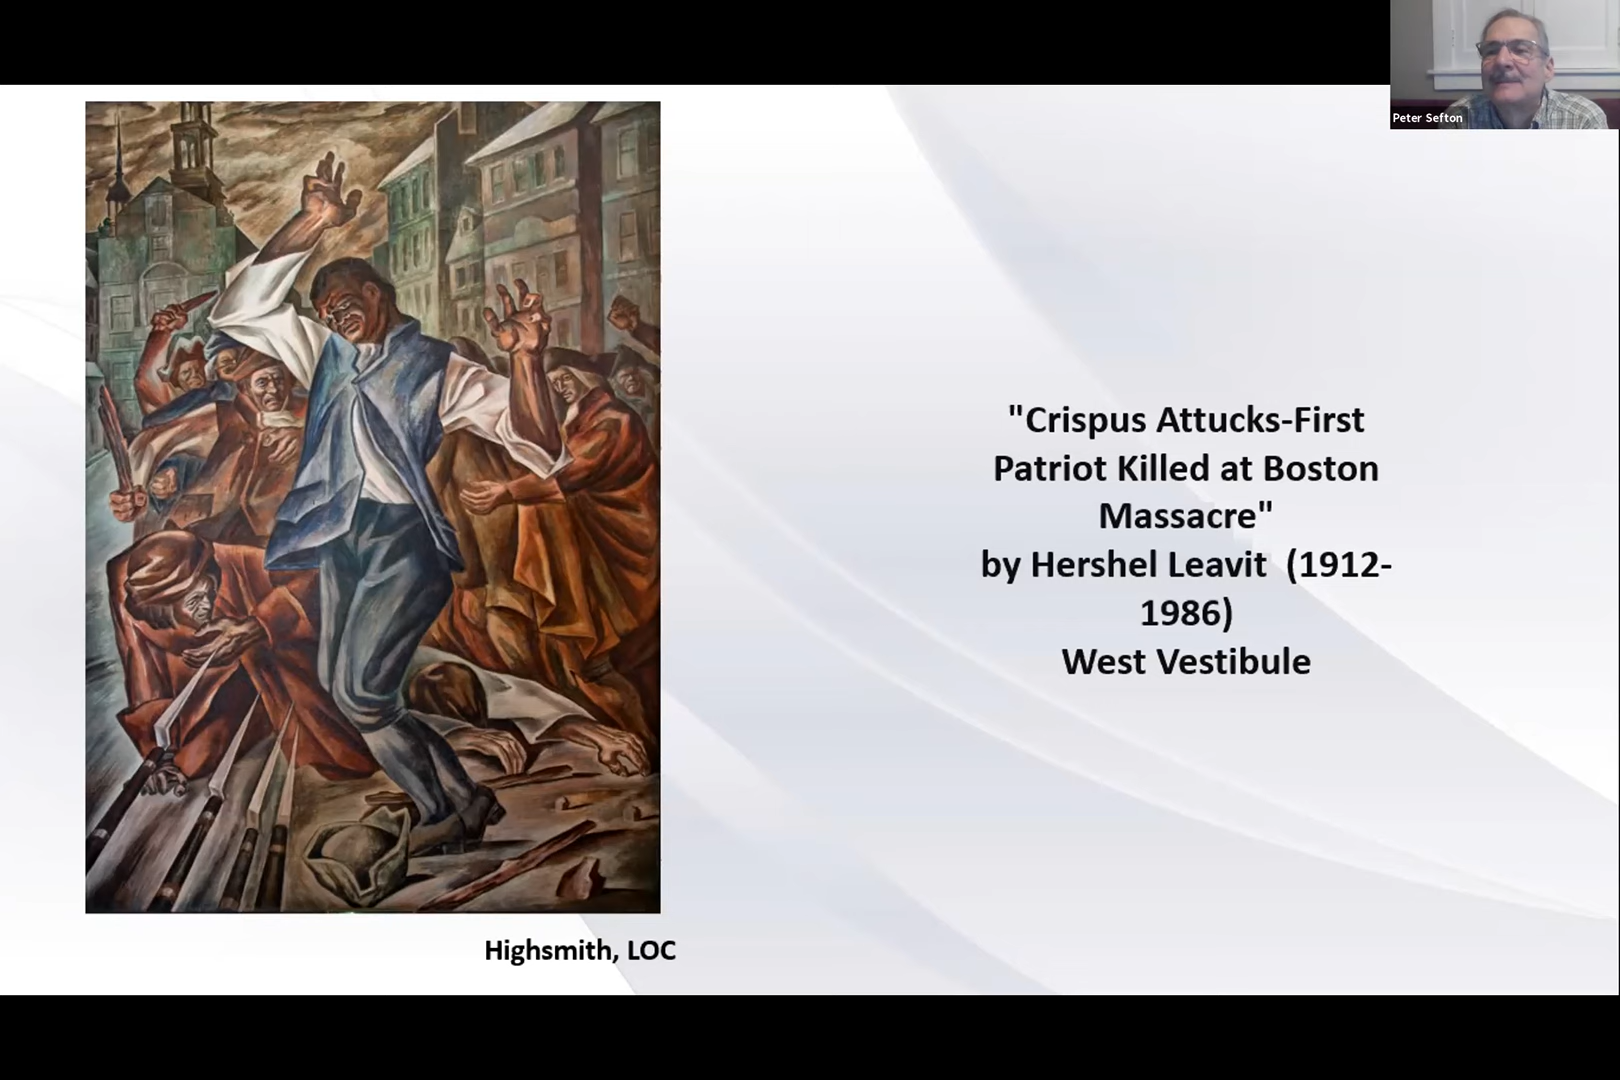 Peter Sefton
"Crispus Attucks-First
Patriot Killed at Boston
Massacre"
by Hershel Leavit  (1912-
1986)
West Vestibule
Highsmith, LOC